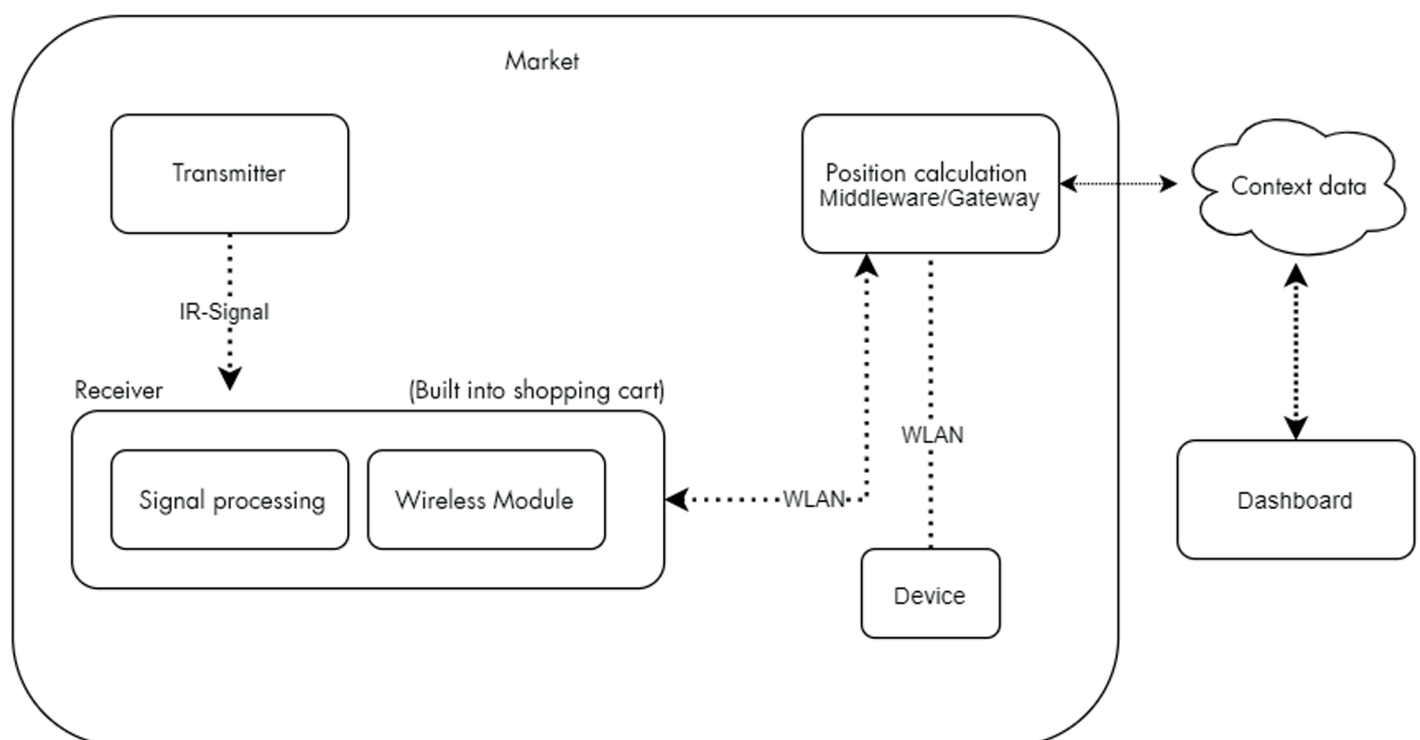 Market
Transmitter
Position calculation
Middleware/Gateway
Context data
IR-Signal
Receiver
(Built into shopping cart)
WLAN
Signal processing
Wireless Module
WLAN
Dashboard
Device